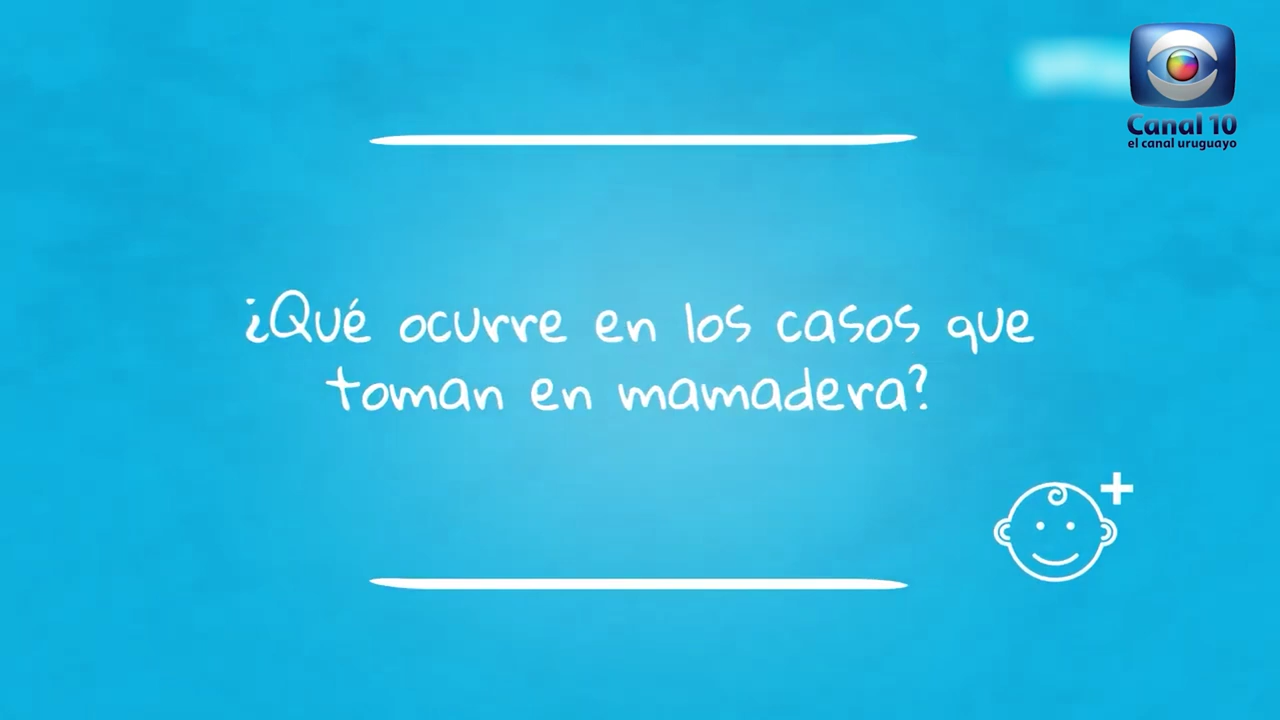 Canal 10
el canal uruguayo
¿Qué ocurre en los casos que
toman en mamadera?